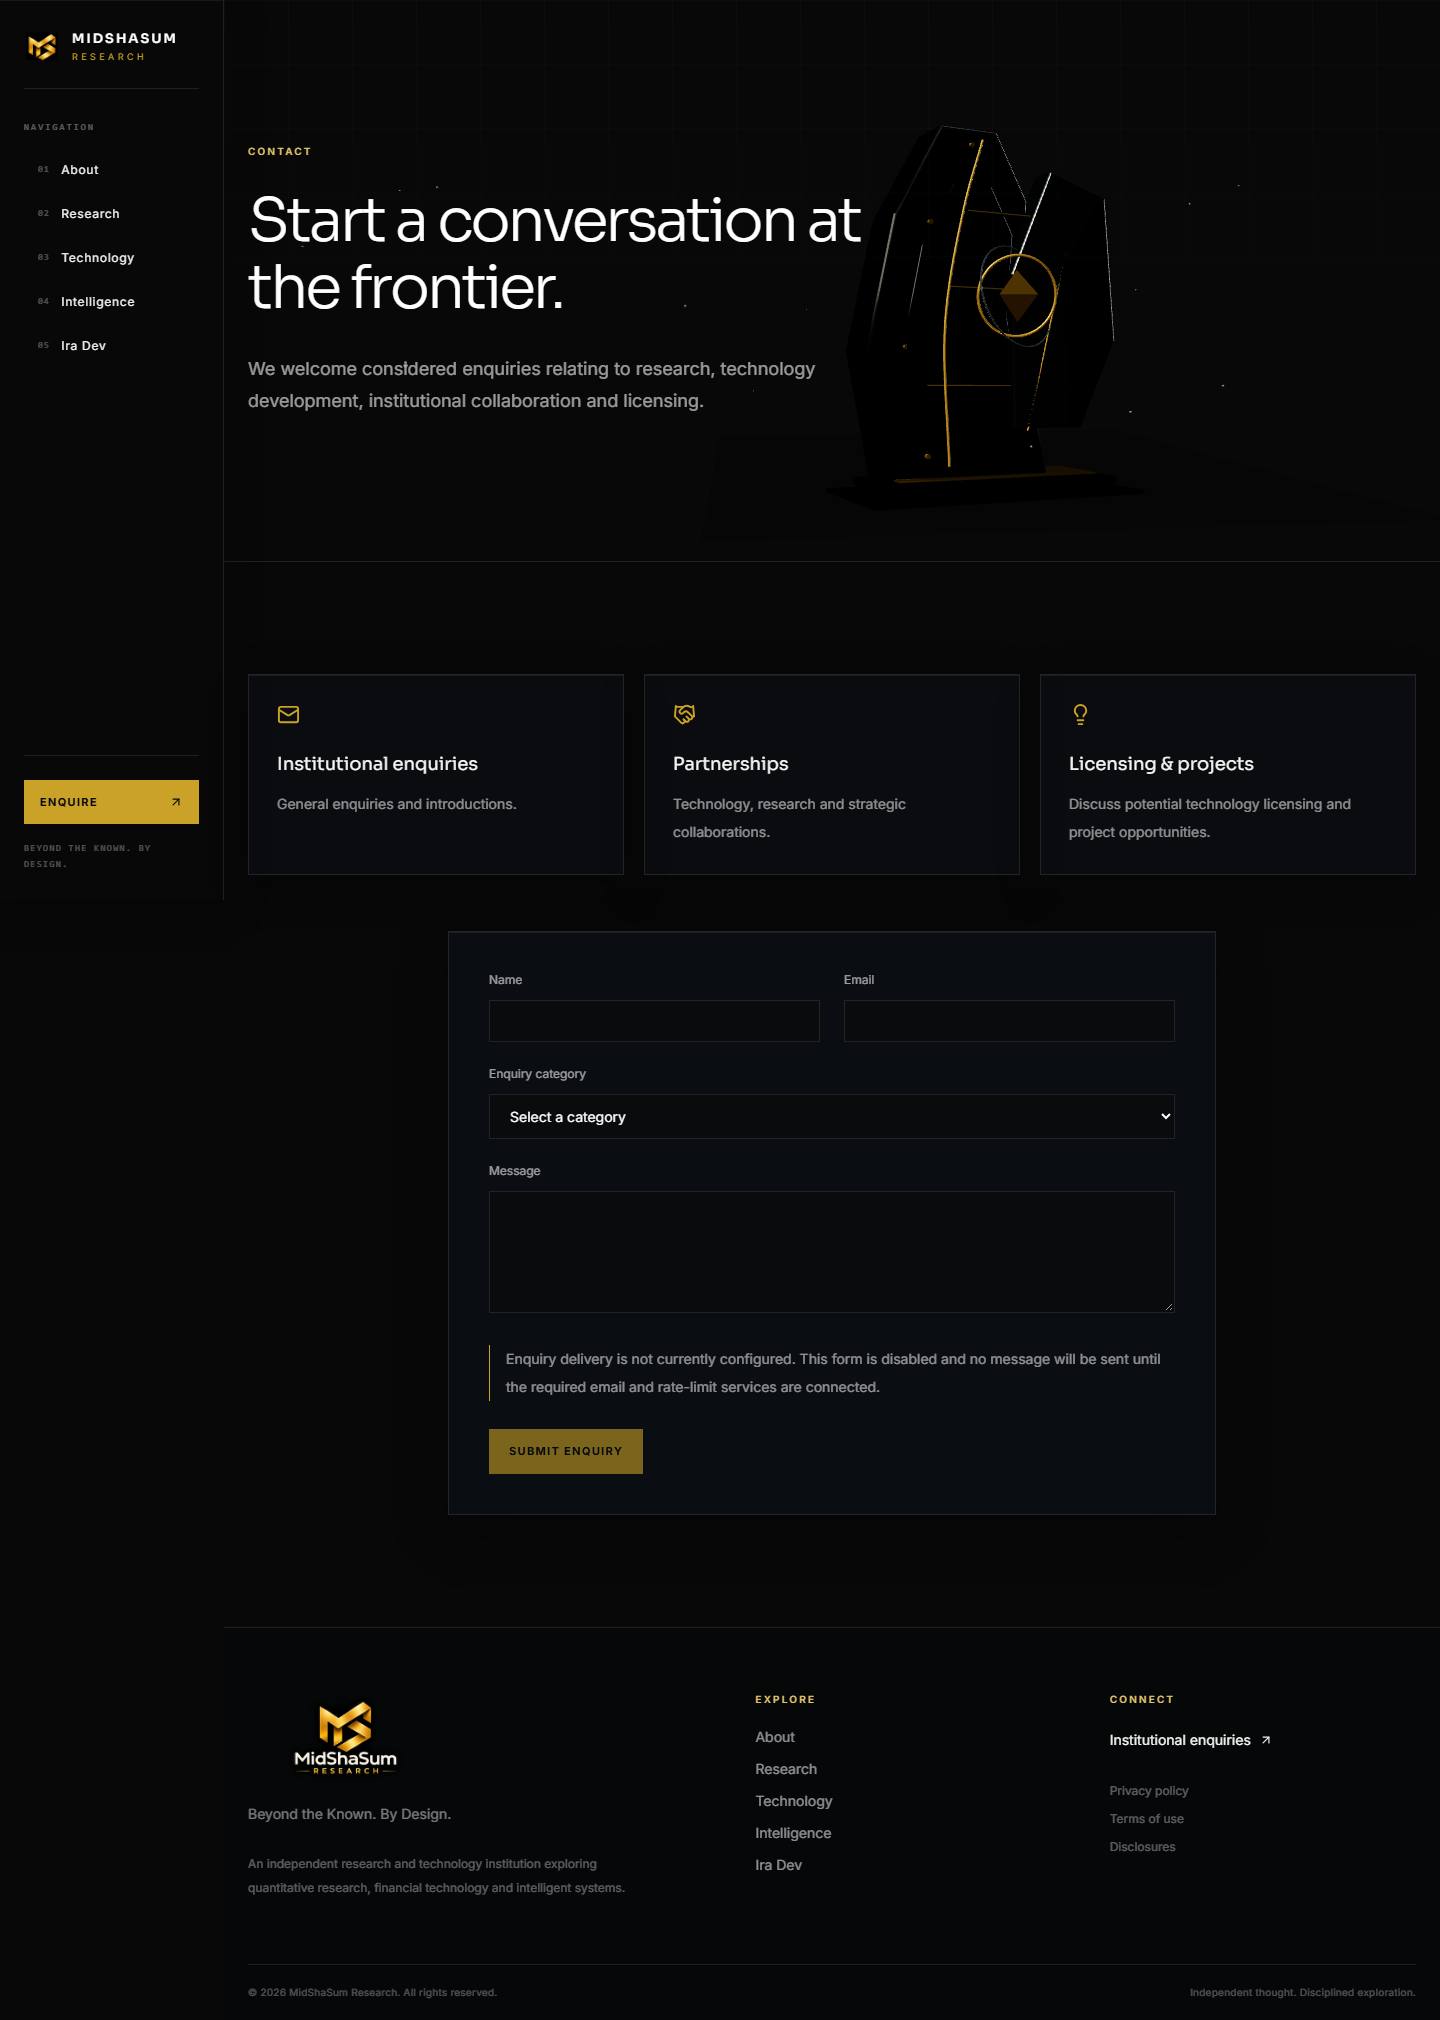 MIDSHASUM
RESEARCH
NAVIGATION
01 About
02 Research
03 Technology
04 Intelligence
05 Ira Dev
ENQUIRE
BEYOND THE KNOWN. BY
DESIGN.
CONTACT
Start a conversation at
the frontier.
We welcome considered enquiries relating to research, technology
development, institutional collaboration and licensing.
Institutional enquiries
General enquiries and introductions.
Partnerships
Technology, research and strategic
collaborations.
Licensing & projects
Discuss potential technology licensing and
project opportunities.
Name
Email
Enquiry category
Select a category
Message
Enquiry delivery is not currently configured. This form is disabled and no message will be sent until
the required email and rate-limit services are connected.
SUBMIT ENQUIRY
MidShaSum
RESEARCH
Beyond the Known. By Design.
An independent research and technology institution exploring
quantitative research, financial technology and intelligent systems.
EXPLORE
About
Research
Technology
Intelligence
Ira Dev
CONNECT
Institutional enquiries
Privacy policy
Terms of use
Disclosures
© 2026 MidShaSum Research. All rights reserved.
Independent thought. Disciplined exploration.